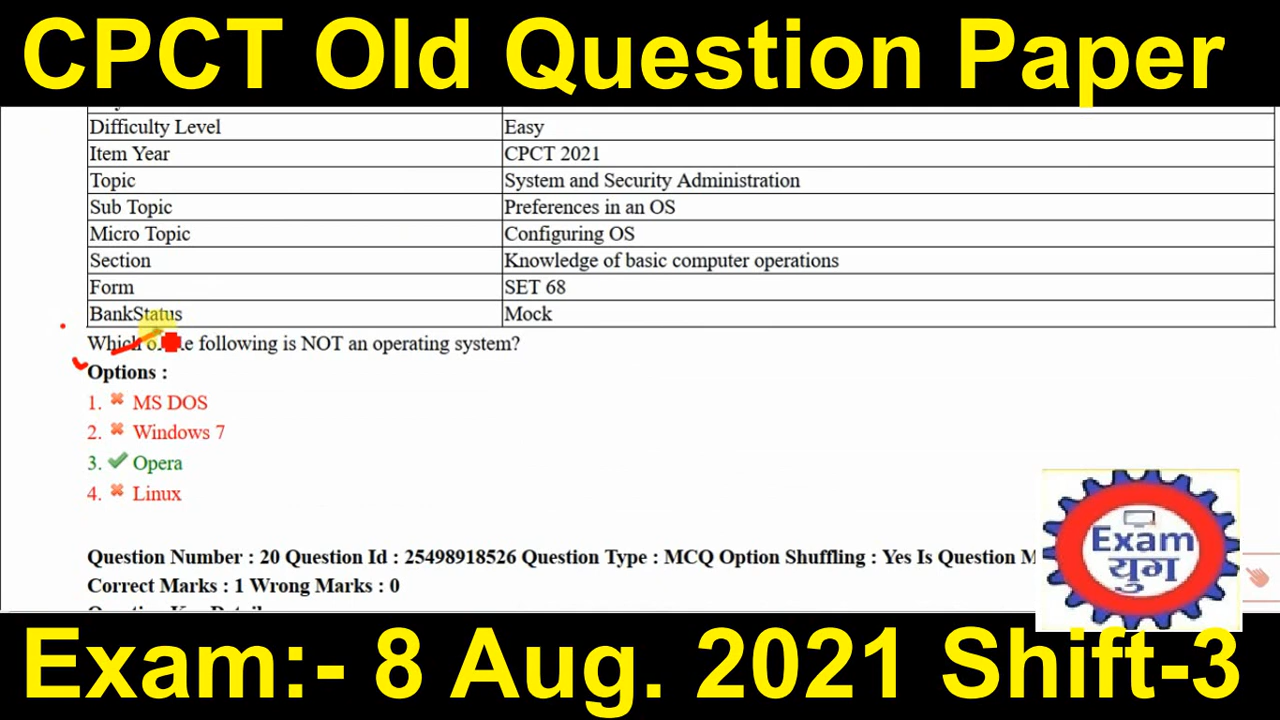 CPCT Old Question Paper
Difficulty Level Easy
Item Year CPCT 2021
Topic System and Security Administration
Sub Topic Preferences in an OS
Micro Topic Configuring OS
Section Knowledge of basic computer operations
Form SET 68
BankStatus Mock
Which following is NOT an operating system?
Options :
1. MS DOS
2. Windows 7
3. Opera
4. Linux
Question Number : 20 Question Id : 25498918526 Question Type : MCQ Option Shuffling : Yes Is Question
Correct Marks : 1 Wrong Marks : 0
Exam
युग
Exam:- 8 Aug. 2021 Shift-3